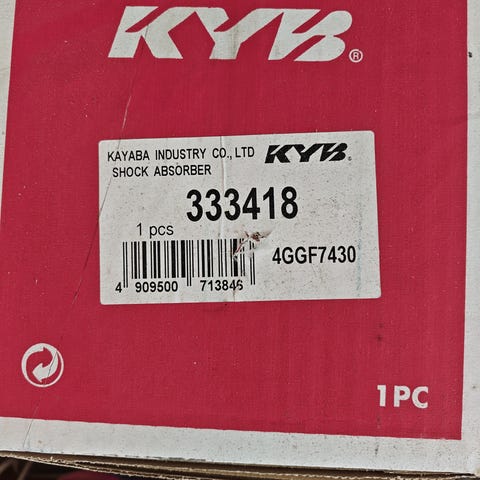 KYB®
KAYABA INDUSTRY CO., LTD KYB®
SHOCK ABSORBER
333418
1 pcs
4GGF7430
4 909500 713846
1PC